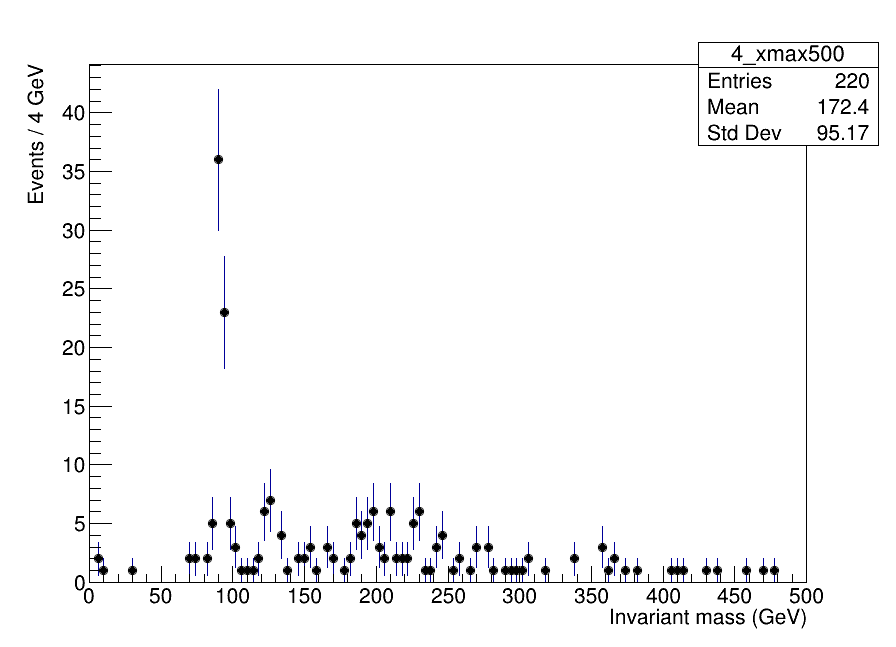 4_xmax500
Entries 220
Mean 172.4
Std Dev 95.17
Events / 4 GeV
40
35
30
25
20
15
10
5
0
0 50 100 150 200 250 300 350 400 450 500
Invariant mass (GeV)